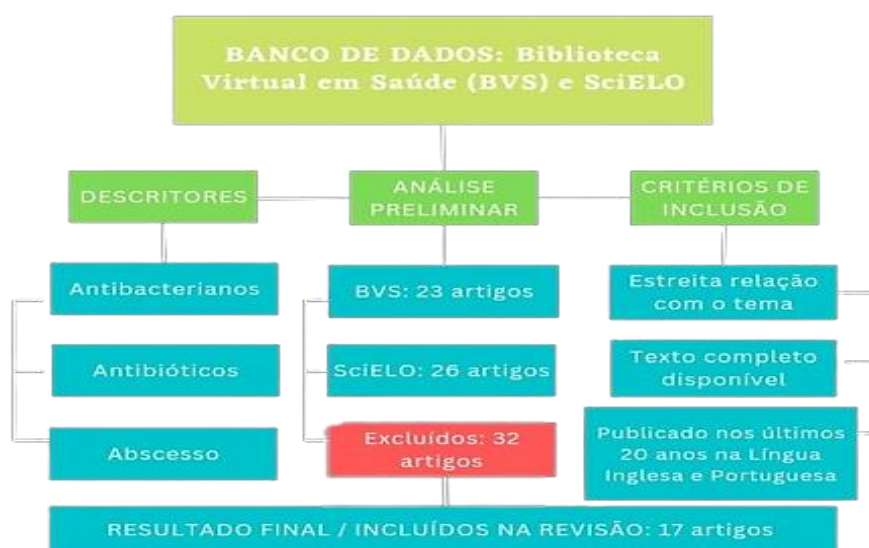 BANCO DE DADOS: Biblioteca
Virtual em Saúde (BVS) e SciELO
DESCRITORES
ANÁLISE
PRELIMINAR
CRITÉRIOS DE
INCLUSÃO
Antibacterianos
BVS: 23 artigos
Estreita relação
com o tema
Antibióticos
SciELO: 26 artigos
Texto completo
disponível
Abscesso
Excluídos: 32
artigos
Publicado nos últimos
20 anos na Língua
Inglesa e Portuguesa
RESULTADO FINAL / INCLUÍDOS NA REVISÃO: 17 artigos